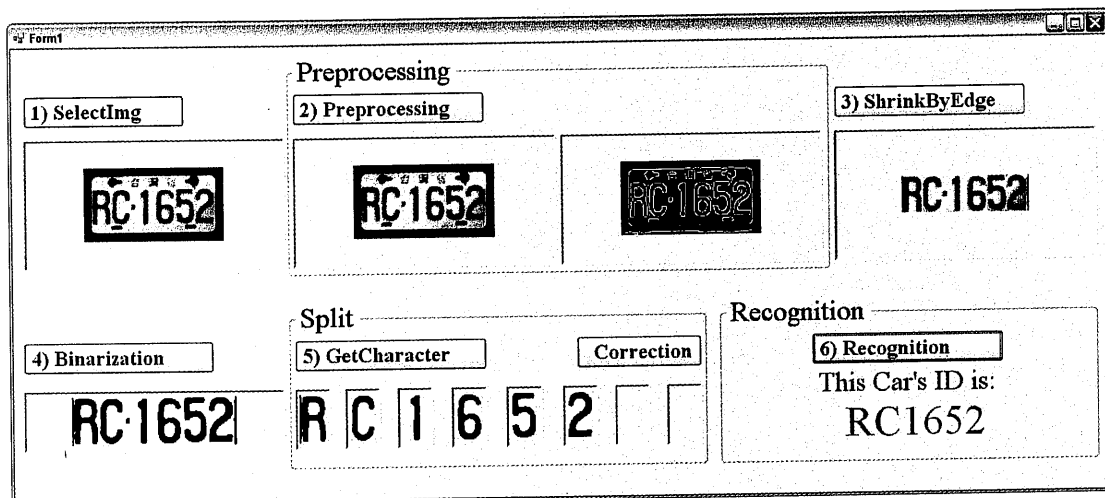 Form1
Preprocessing
1) SelectImg
2) Preprocessing
3) ShrinkByEdge
RC·1652
RC·1652
RC·1652
RC·1652
Split
Recognition
4) Binarization
5) GetCharacter
Correction
6) Recognition
RC·1652
R C 1 6 5 2
This Car's ID is:
RC1652